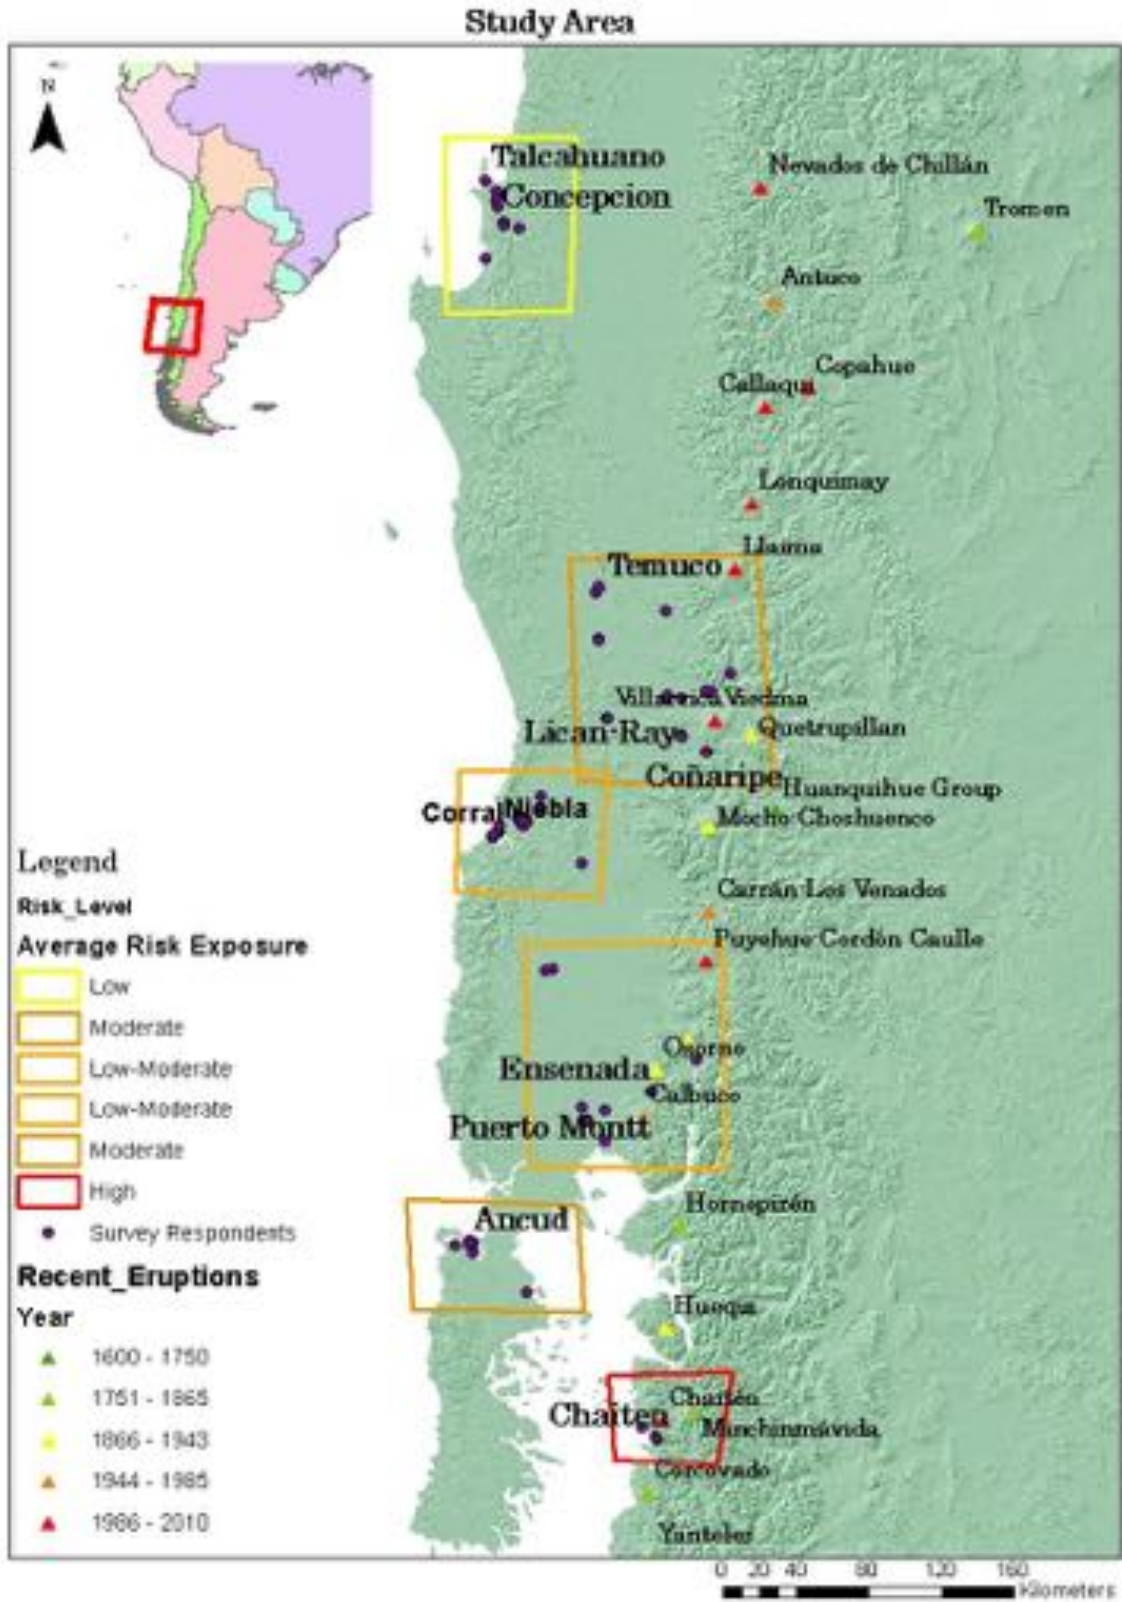 Study Area
N
Talcahuano
Concepcion
Nevados de Chillán
Tromen
Antuco
Copahue
Callaqui
Lonquimay
Llaima
Temuco
Villarrica Viedma
Lican-Ray
Quetrupillan
Coñaripe
Huanquihue Group
Corral
Niebla
Mocho-Choshuenco
Carrán-Los Venados
Puyehue-Cordón Caulle
Osorno
Ensenada
Calbuco
Puerto Montt
Ancud
Hornopirén
Huequi
Chaitén
Chaiten
Minchinmávida
Corcovado
Yanteles
Legend
Risk_Level
Average Risk Exposure
Low
Moderate
Low-Moderate
Low-Moderate
Moderate
High
Survey Respondents
Recent_Eruptions
Year
1600 - 1750
1751 - 1865
1866 - 1943
1944 - 1985
1986 - 2010
0 20 40 80 120 160
Kilometers